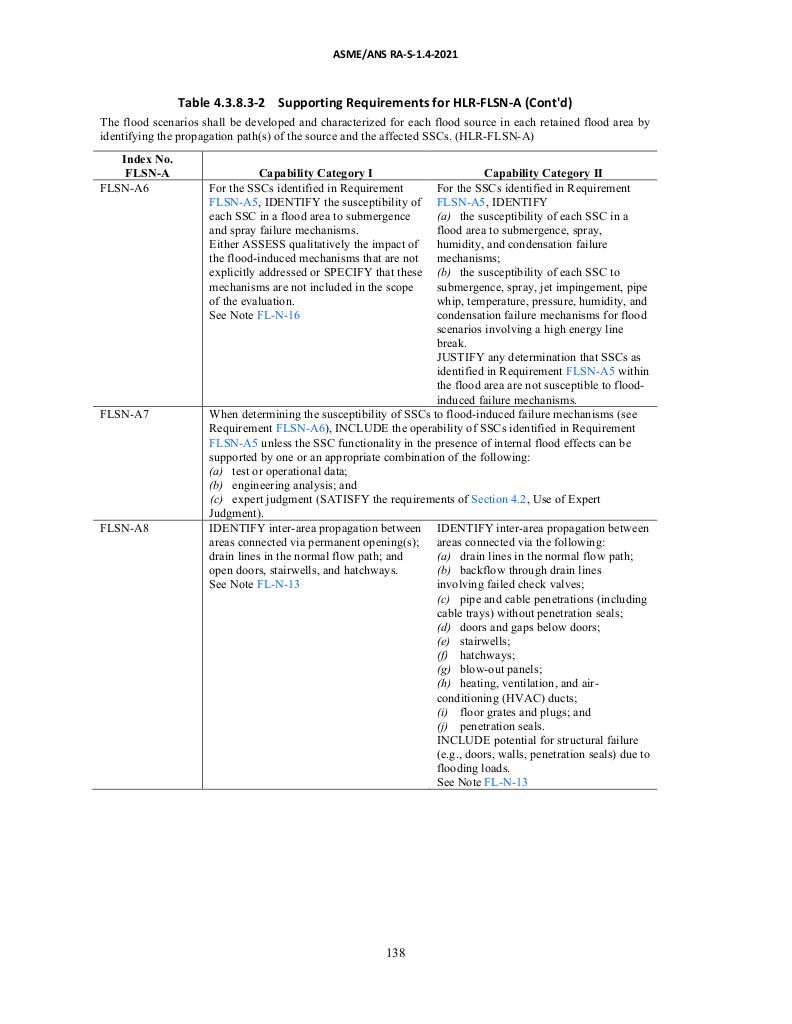 ASME/ANS RA-S-1.4-2021
Table 4.3.8.3-2 Supporting Requirements for HLR-FLSN-A (Cont'd)
The flood scenarios shall be developed and characterized for each flood source in each retained flood area by
identifying the propagation path(s) of the source and the affected SSCs. (HLR-FLSN-A)
Index No.
FLSN-A
Capability Category I
Capability Category II
FLSN-A6
For the SSCs identified in Requirement
FLSN-A5, IDENTIFY the susceptibility of
each SSC in a flood area to submergence
and spray failure mechanisms.
Either ASSESS qualitatively the impact of
the flood-induced mechanisms that are not
explicitly addressed or SPECIFY that these
mechanisms are not included in the scope
of the evaluation.
See Note FL-N-16
For the SSCs identified in Requirement
FLSN-A5, IDENTIFY
(a) the susceptibility of each SSC in a
flood area to submergence, spray,
humidity, and condensation failure
mechanisms;
(b) the susceptibility of each SSC to
submergence, spray, jet impingement, pipe
whip, temperature, pressure, humidity, and
condensation failure mechanisms for flood
scenarios involving a high energy line
break.
JUSTIFY any determination that SSCs as
identified in Requirement FLSN-A5 within
the flood area are not susceptible to flood-
induced failure mechanisms.
FLSN-A7
When determining the susceptibility of SSCs to flood-induced failure mechanisms (see
Requirement FLSN-A6), INCLUDE the operability of SSCs identified in Requirement
FLSN-A5 unless the SSC functionality in the presence of internal flood effects can be
supported by one or an appropriate combination of the following:
(a) test or operational data;
(b) engineering analysis; and
(c) expert judgment (SATISFY the requirements of Section 4.2, Use of Expert
Judgment).
FLSN-A8
IDENTIFY inter-area propagation between
areas connected via permanent opening(s);
drain lines in the normal flow path; and
open doors, stairwells, and hatchways.
See Note FL-N-13
IDENTIFY inter-area propagation between
areas connected via the following:
(a) drain lines in the normal flow path;
(b) backflow through drain lines
involving failed check valves;
(c) pipe and cable penetrations (including
cable trays) without penetration seals;
(d) doors and gaps below doors;
(e) stairwells;
(f) hatchways;
(g) blow-out panels;
(h) heating, ventilation, and air-
conditioning (HVAC) ducts;
(i) floor grates and plugs; and
(j) penetration seals.
INCLUDE potential for structural failure
(e.g., doors, walls, penetration seals) due to
flooding loads.
See Note FL-N-13
138